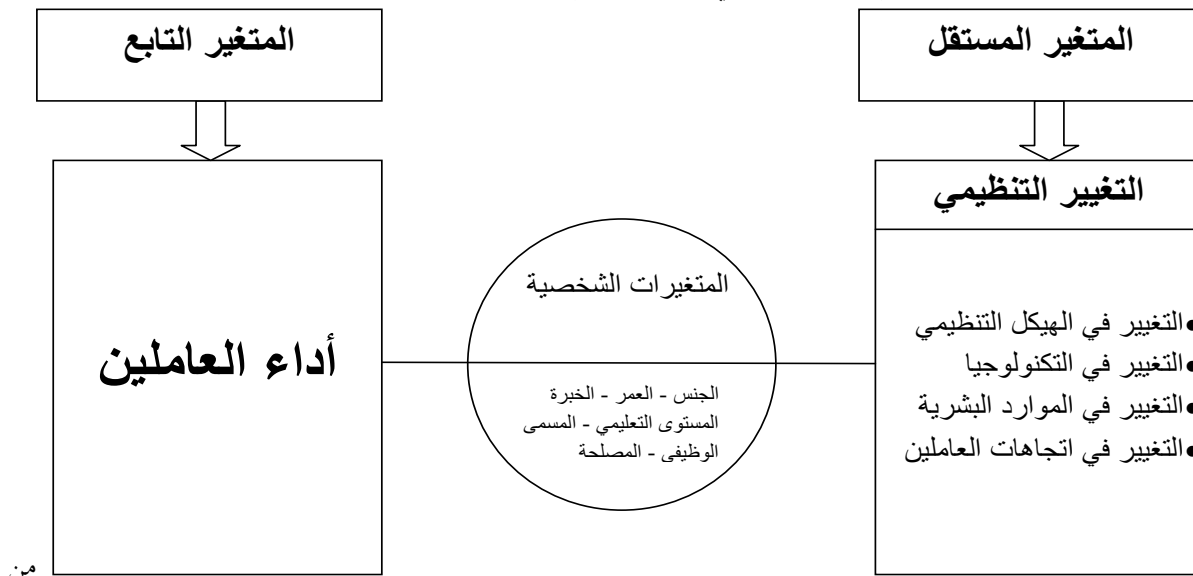 المتغير المستقل
المتغير التابع
التغيير التنظيمي
●التغيير في الهيكل التنظيمي
●التغيير في التكنولوجيا
●التغيير في الموارد البشرية
●التغيير في اتجاهات العاملين
المتغيرات الشخصية
الجنس - العمر - الخبرة
المستوى التعليمي - المسمى
الوظيفى - المصلحة
أداء العاملين
من